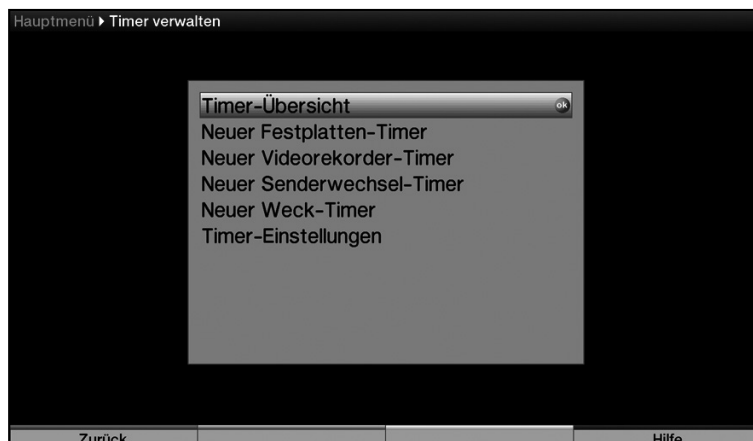 Hauptmenü ▸ Timer verwalten
Timer-Übersicht ok
Neuer Festplatten-Timer
Neuer Videorekorder-Timer
Neuer Senderwechsel-Timer
Neuer Weck-Timer
Timer-Einstellungen
Zurück Hilfe